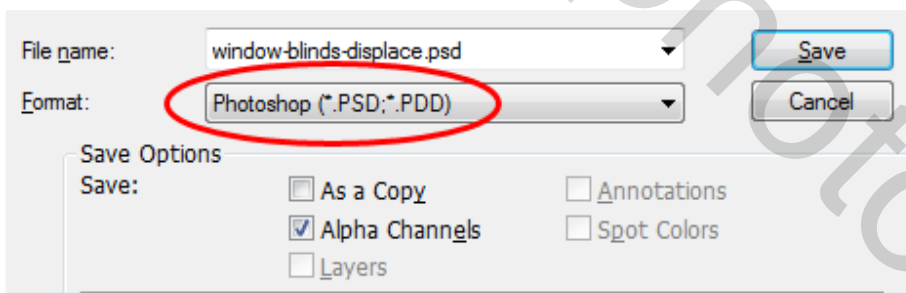 File name: window-blinds-displace.psd Save
Format: Photoshop (*.PSD;*.PDD) Cancel
Save Options
Save: As a Copy Annotations
Alpha Channels Spot Colors
Layers